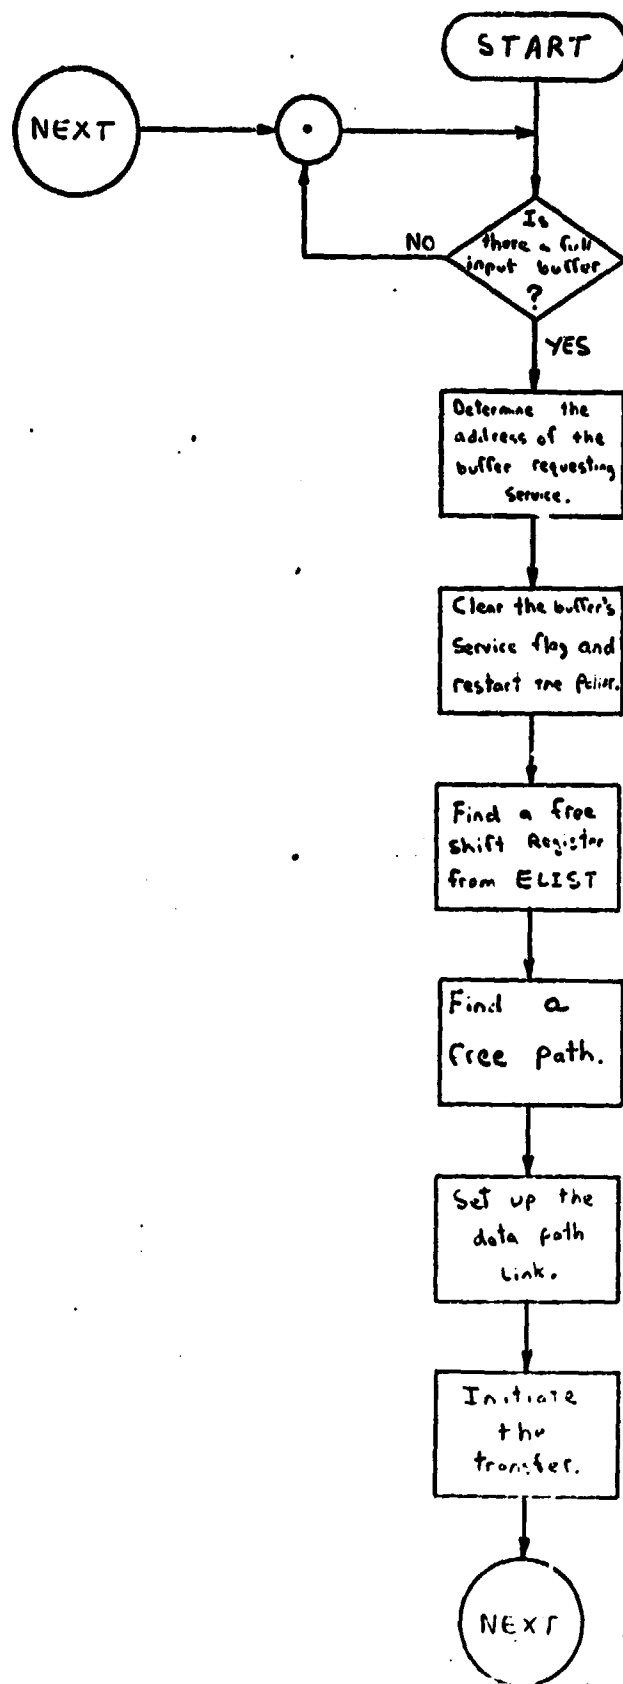 START
NEXT
Is
there a full
input buffer
?
NO
YES
Determine the
address of the
buffer requesting
Service.
Clear the buffer's
Service flag and
restart the
Find a free
shift Register
from ELIST
Find a
free path.
Set up the
data path
Link.
Initiate
the
transfer.
NEXT